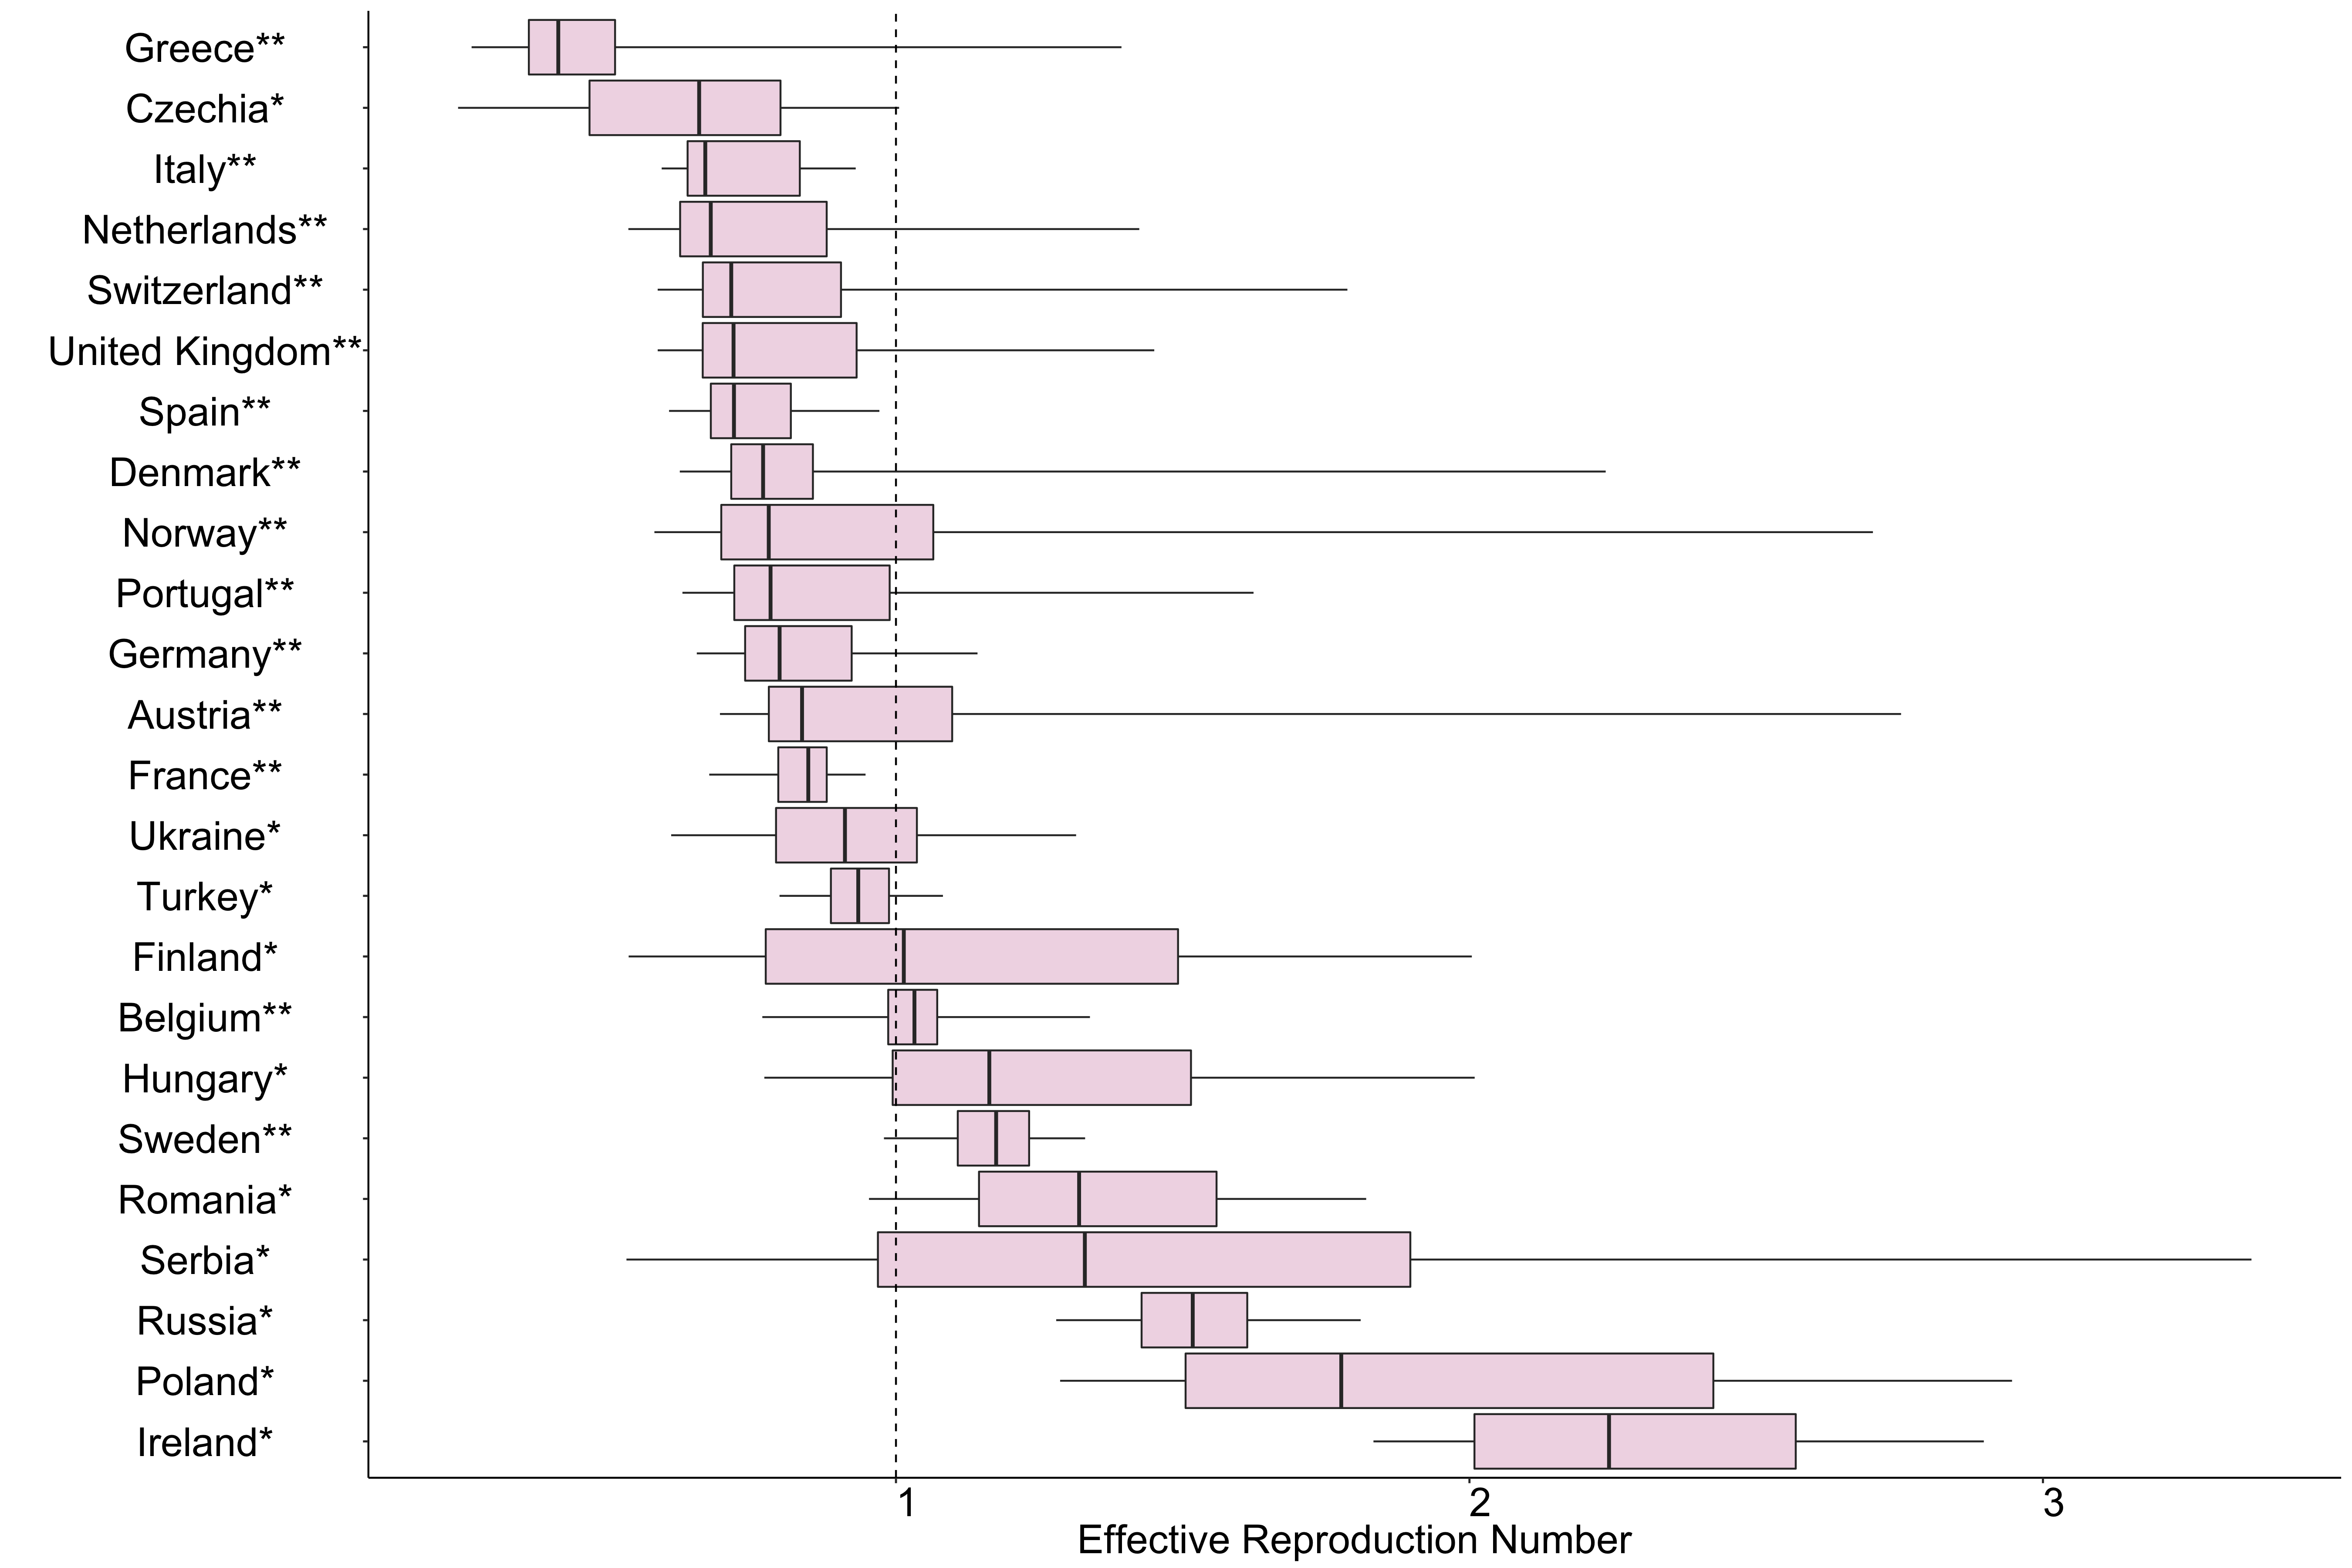 Greece**
Czechia*
Italy**
Netherlands**
Switzerland**
United Kingdom**
Spain**
Denmark**
Norway**
Portugal**
Germany**
Austria**
France**
Ukraine*
Turkey*
Finland*
Belgium**
Hungary*
Sweden**
Romania*
Serbia*
Russia*
Poland*
Ireland*
1 2 3
Effective Reproduction Number